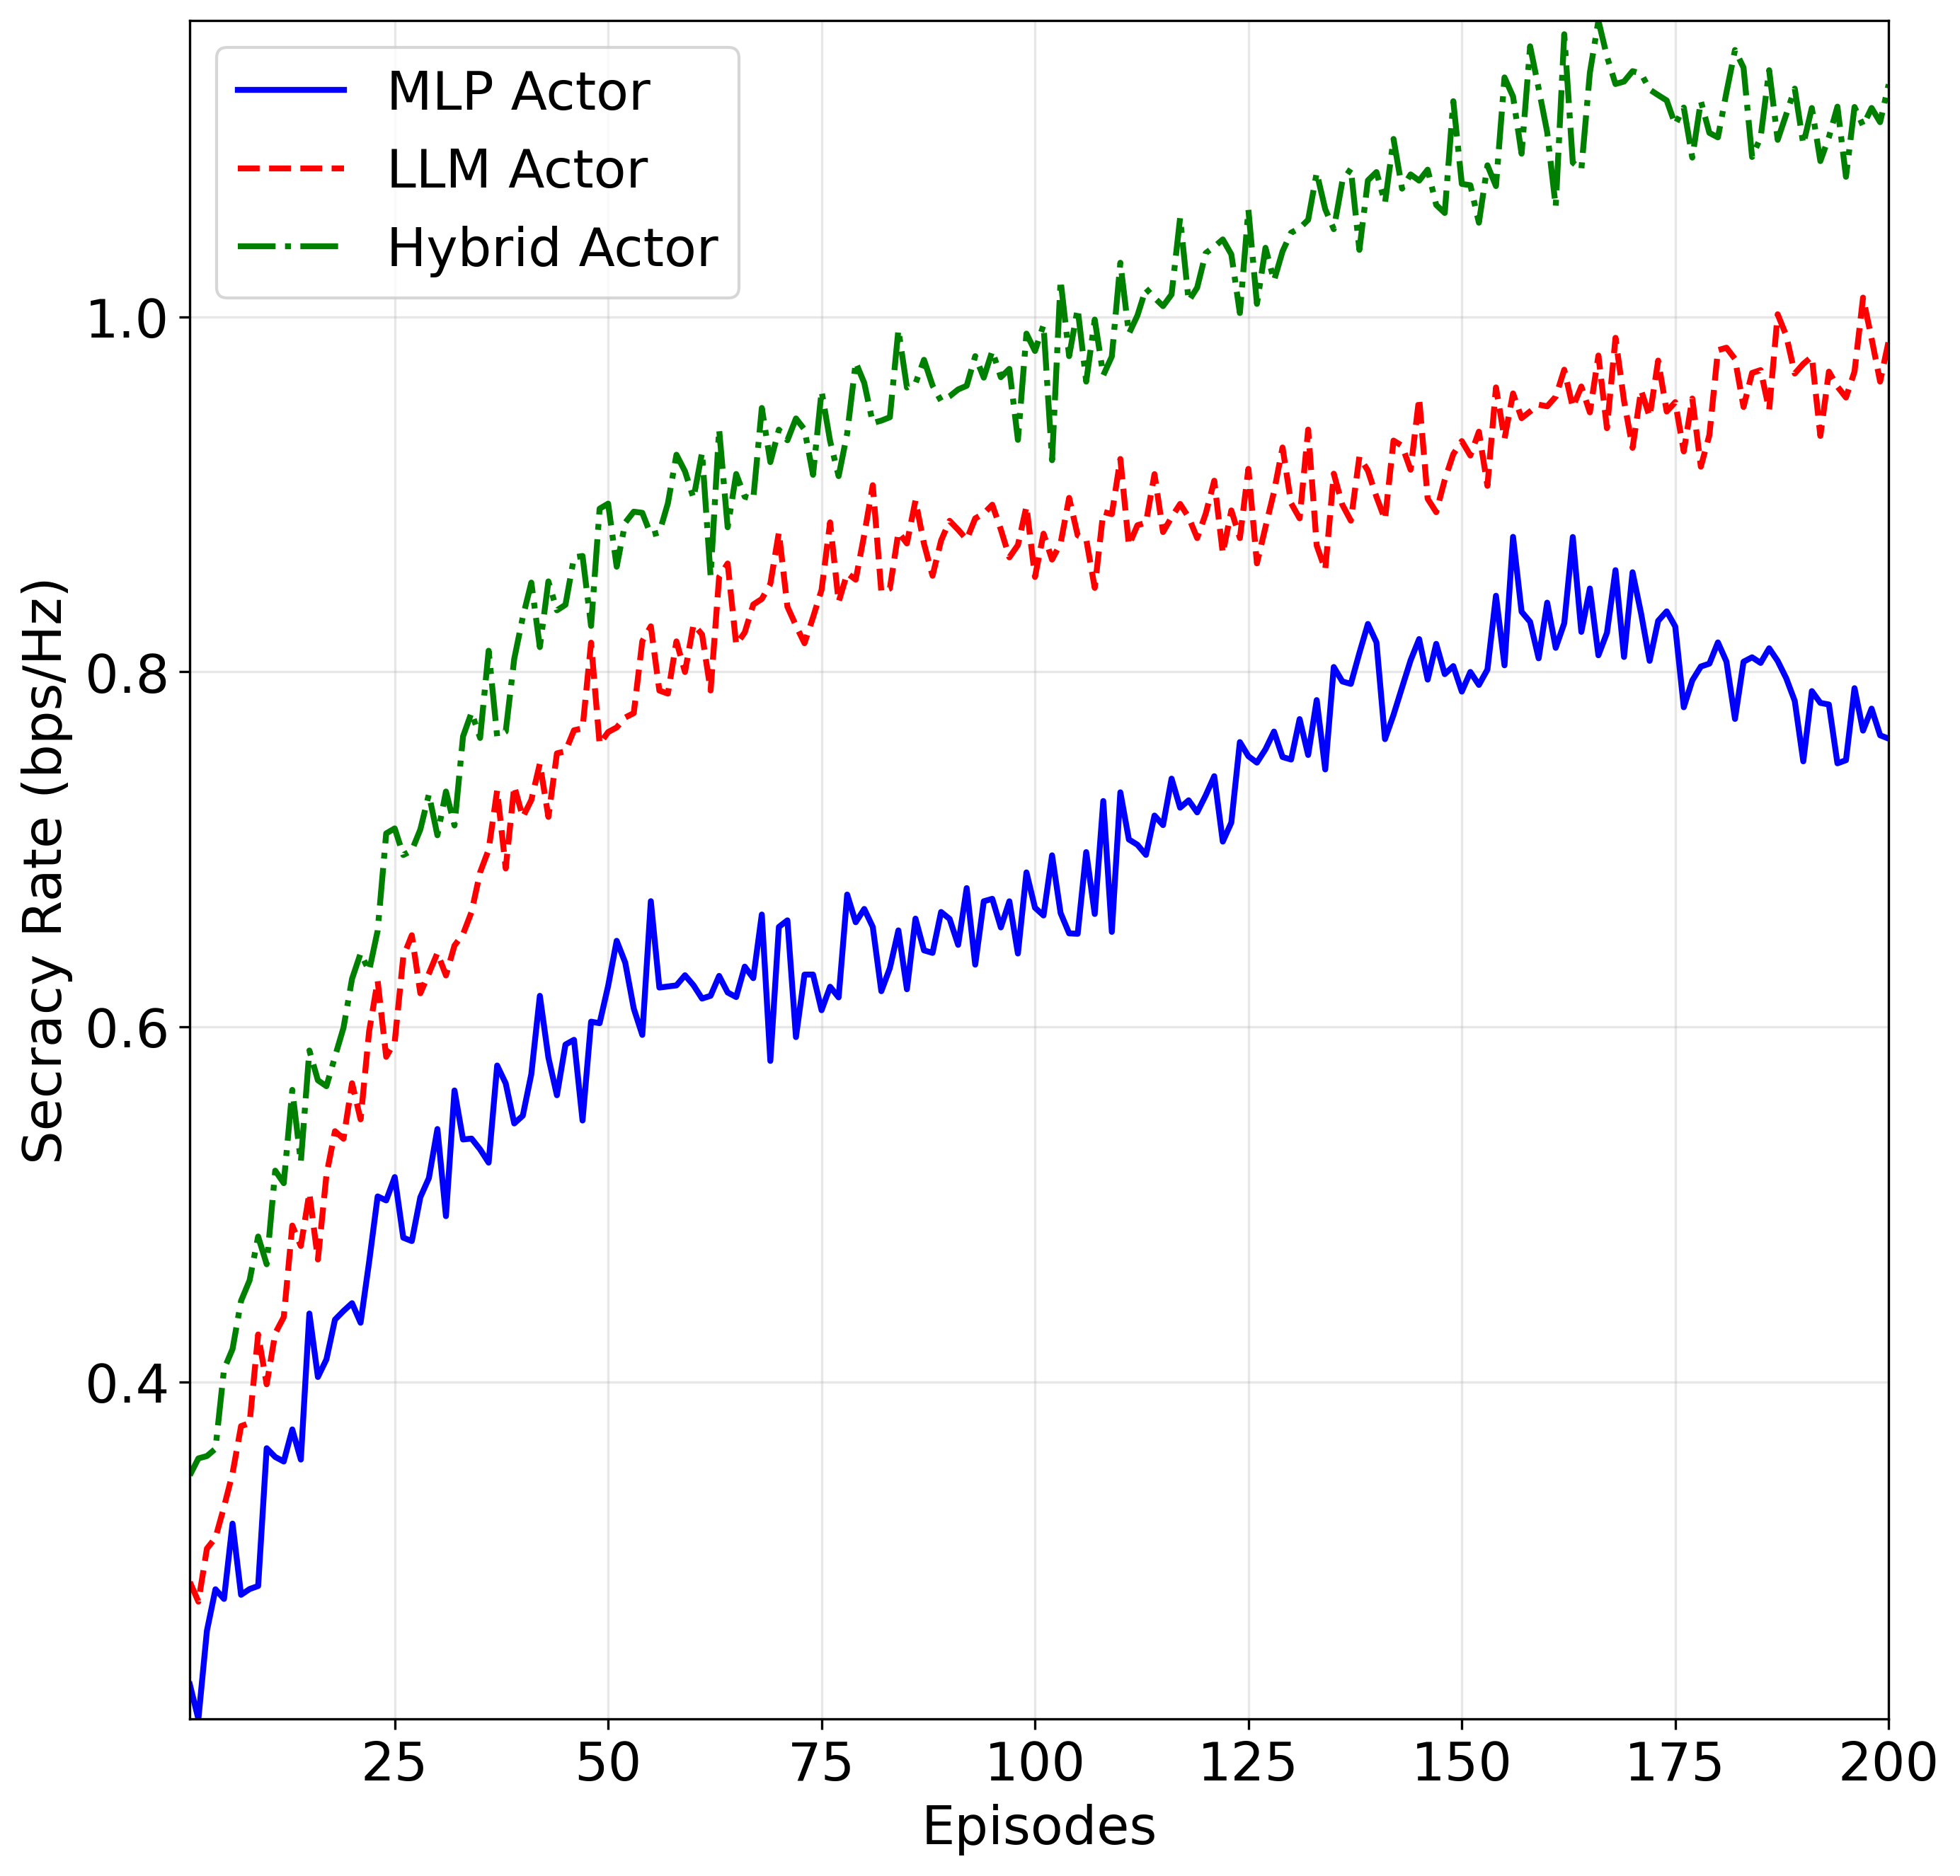 MLP Actor
LLM Actor
Hybrid Actor
1.0
0.8
0.6
0.4
Secracy Rate (bps/Hz)
25 50 75 100 125 150 175 200
Episodes